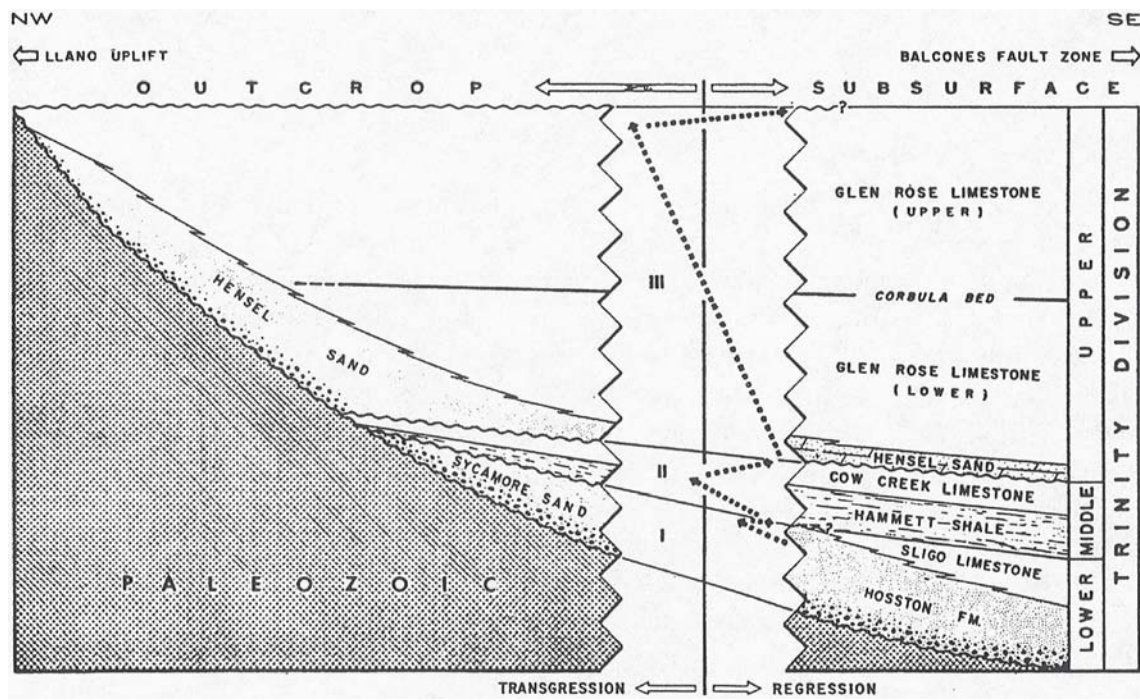 NW
SE
LLANO UPLIFT
BALCONES FAULT ZONE
OUTCROP
SUBSURFACE
?
GLEN ROSE LIMESTONE
(UPPER)
HENSEL
SAND
III
CORBULA BED
GLEN ROSE LIMESTONE
(LOWER)
UPPER
TRINITY DIVISION
HENSEL SAND
II
COW CREEK LIMESTONE
SYCAMORE SAND
HAMMETT SHALE
MIDDLE
?
I
SLIGO LIMESTONE
PALEOZOIC
HOSSTON FM.
LOWER
TRANSGRESSION
REGRESSION